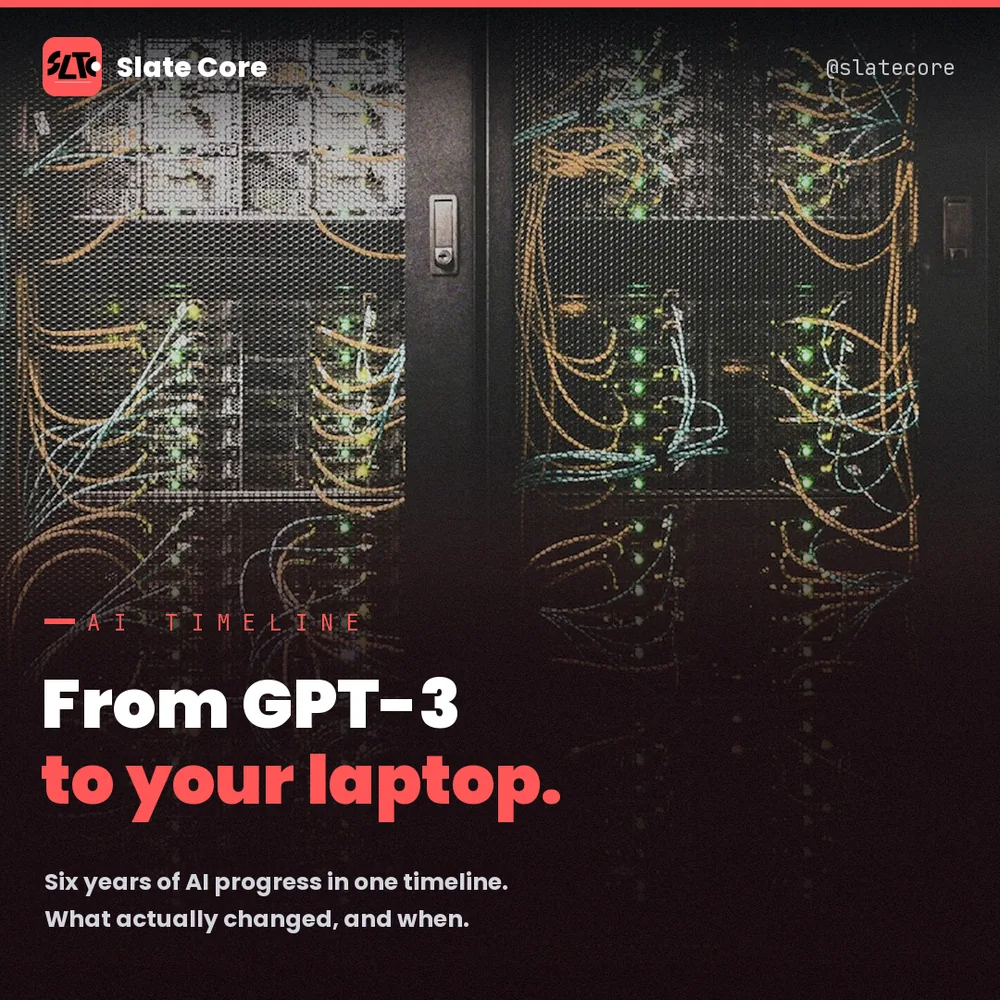 SLTC
Slate Core
@slatecore
AI TIMELINE
From GPT-3
to your laptop.
Six years of AI progress in one timeline.
What actually changed, and when.